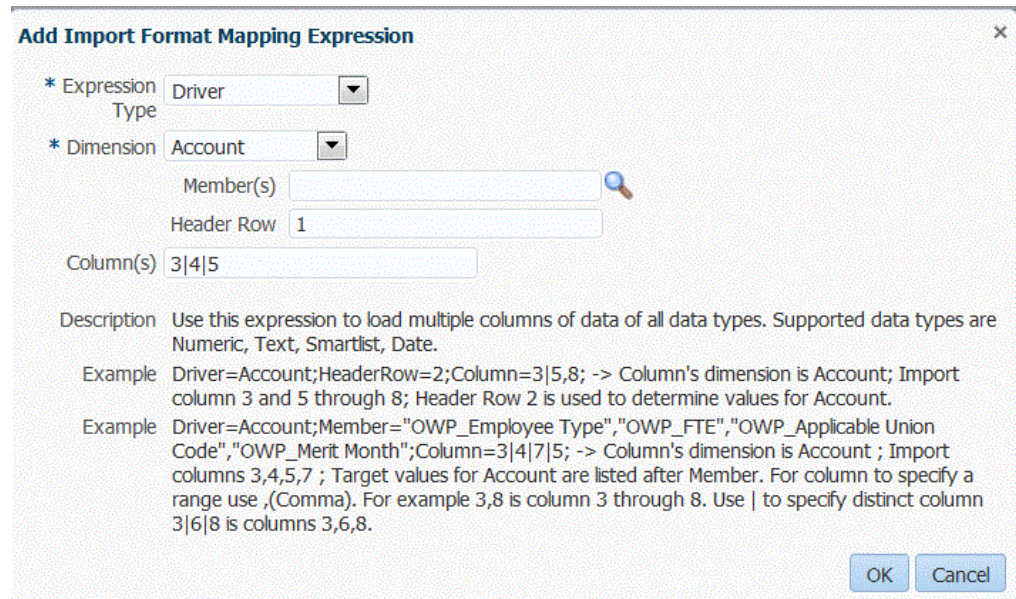 Add Import Format Mapping Expression
* Expression Type Driver
* Dimension Account
Member(s)
Header Row 1
Column(s) 3|4|5
Description Use this expression to load multiple columns of data of all data types. Supported data types are
Numeric, Text, Smartlist, Date.
Example Driver=Account;HeaderRow=2;Column=3|5,8; -> Column's dimension is Account; Import
column 3 and 5 through 8; Header Row 2 is used to determine values for Account.
Example Driver=Account;Member="OWP_Employee Type","OWP_FTE","OWP_Applicable Union
Code","OWP_Merit Month";Column=3|4|7|5; -> Column's dimension is Account ; Import
columns 3,4,5,7 ; Target values for Account are listed after Member. For column to specify a
range use ,(Comma). For example 3,8 is column 3 through 8. Use | to specify distinct column
3|6|8 is columns 3,6,8.
OK Cancel